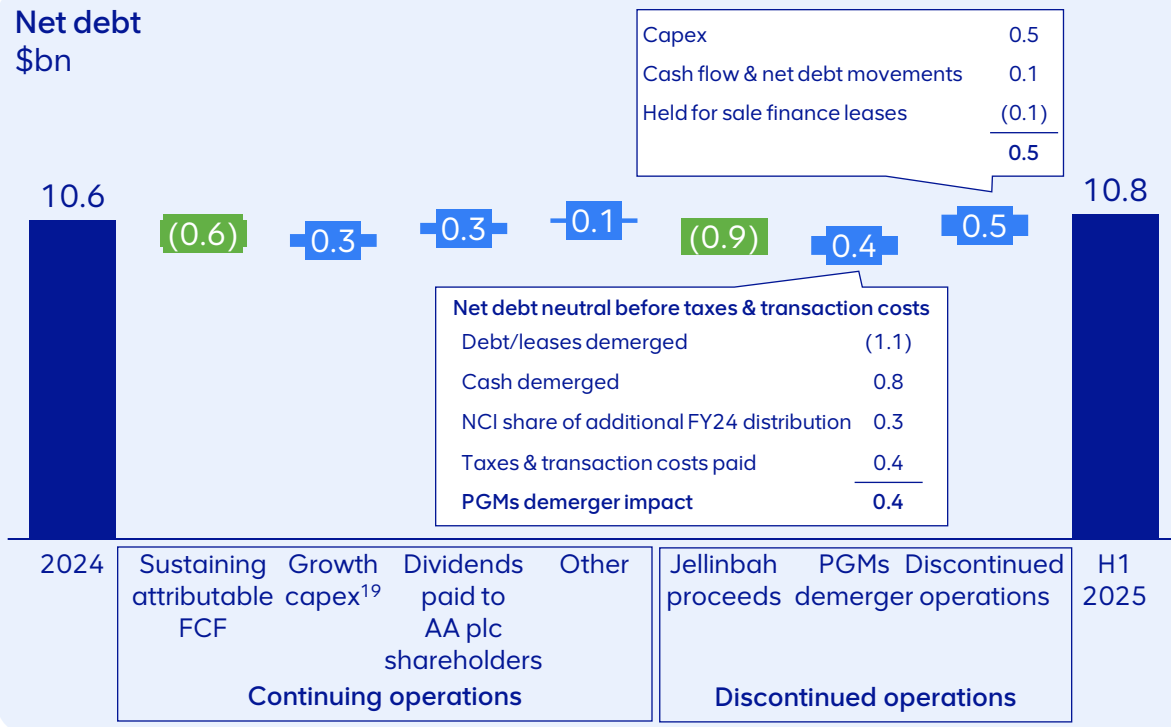 Net debt
$bn
Capex 0.5
Cash flow & net debt movements 0.1
Held for sale finance leases (0.1)
0.5
10.6
(0.6)
0.3
0.3
0.1
(0.9)
0.4
0.5
10.8
Net debt neutral before taxes & transaction costs
Debt/leases demerged (1.1)
Cash demerged 0.8
NCI share of additional FY24 distribution 0.3
Taxes & transaction costs paid 0.4
PGMs demerger impact 0.4
2024
Sustaining
attributable
FCF
Growth
capex¹⁹
Dividends
paid to
AA plc
shareholders
Other
Jellinbah
proceeds
PGMs
demerger
Discontinued
operations
H1
2025
Continuing operations
Discontinued operations